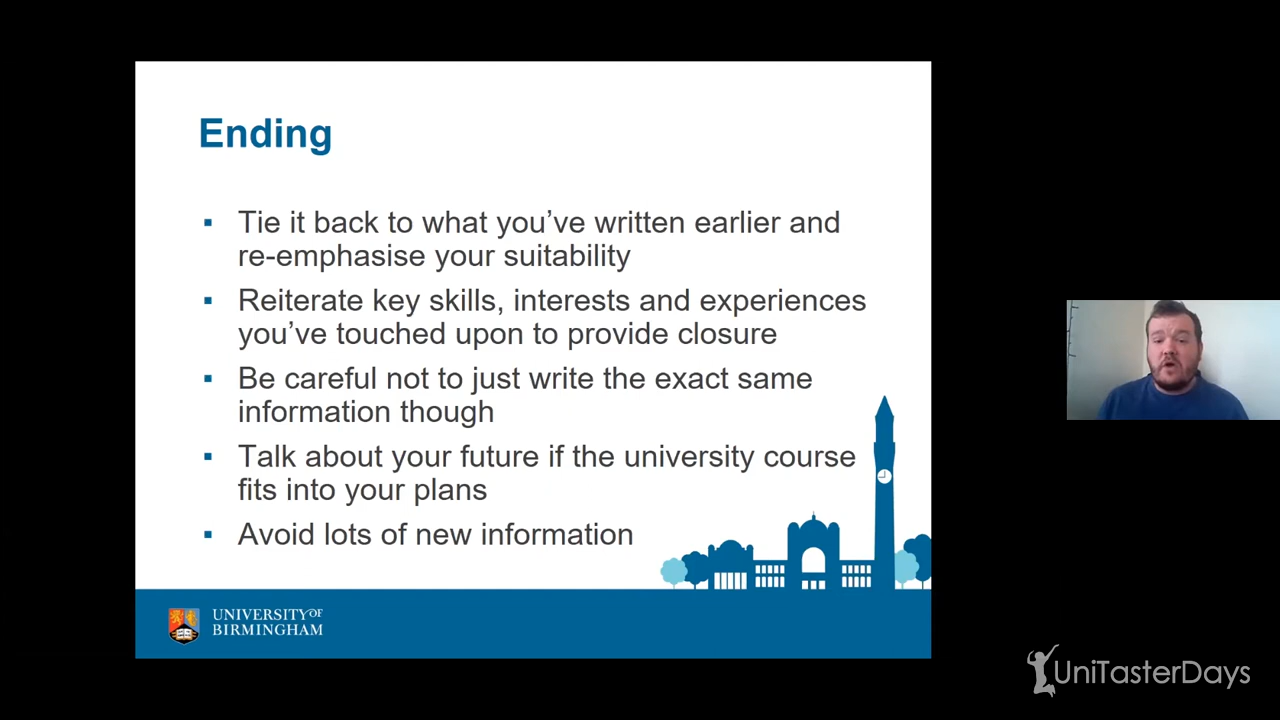 Ending
▪ Tie it back to what you’ve written earlier and
re-emphasise your suitability
▪ Reiterate key skills, interests and experiences
you’ve touched upon to provide closure
▪ Be careful not to just write the exact same
information though
▪ Talk about your future if the university course
fits into your plans
▪ Avoid lots of new information
UNIVERSITY OF
BIRMINGHAM
UniTasterDays